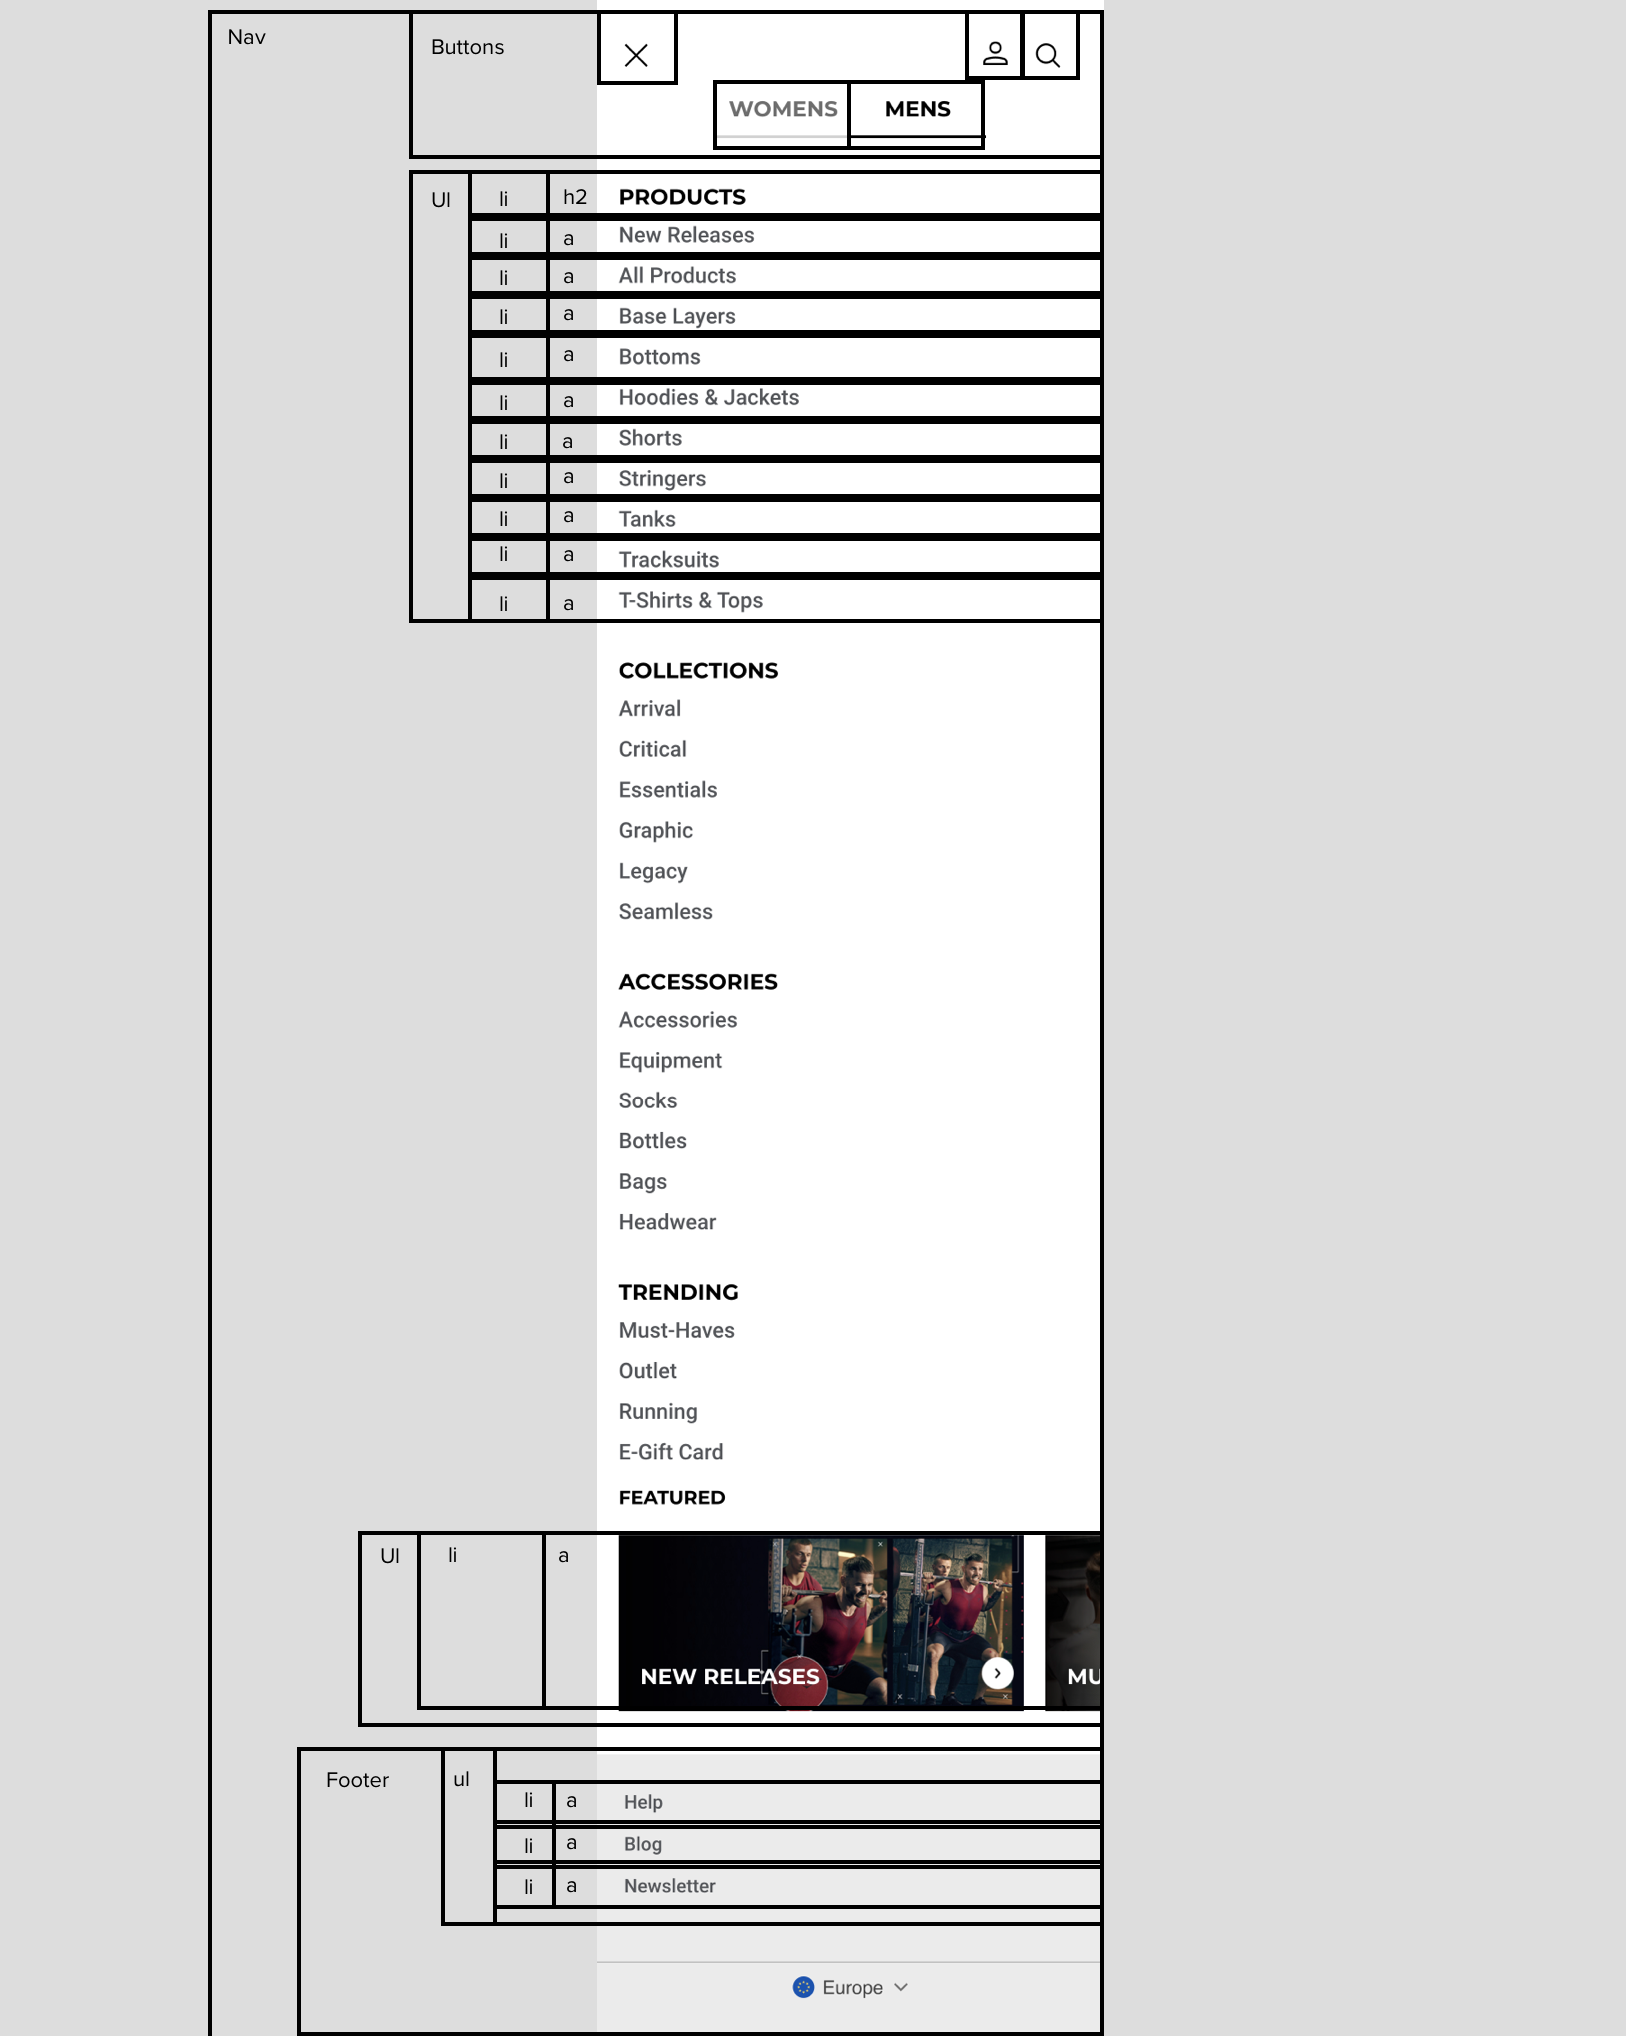 Nav
Buttons
WOMENS MENS
Ul li h2 PRODUCTS
li a New Releases
li a All Products
li a Base Layers
li a Bottoms
li a Hoodies & Jackets
li a Shorts
li a Stringers
li a Tanks
li a Tracksuits
li a T-Shirts & Tops
COLLECTIONS
Arrival
Critical
Essentials
Graphic
Legacy
Seamless
ACCESSORIES
Accessories
Equipment
Socks
Bottles
Bags
Headwear
TRENDING
Must-Haves
Outlet
Running
E-Gift Card
FEATURED
Ul li a
NEW RELEASES MU
Footer ul
li a Help
li a Blog
li a Newsletter
Europe